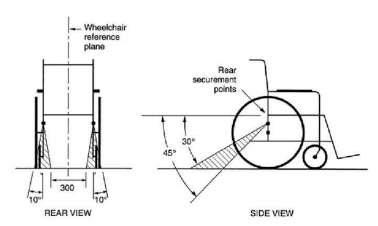 Wheelchair
reference
plane
Rear
securement
points
30°
45°
300
10°
10°
REAR VIEW
SIDE VIEW